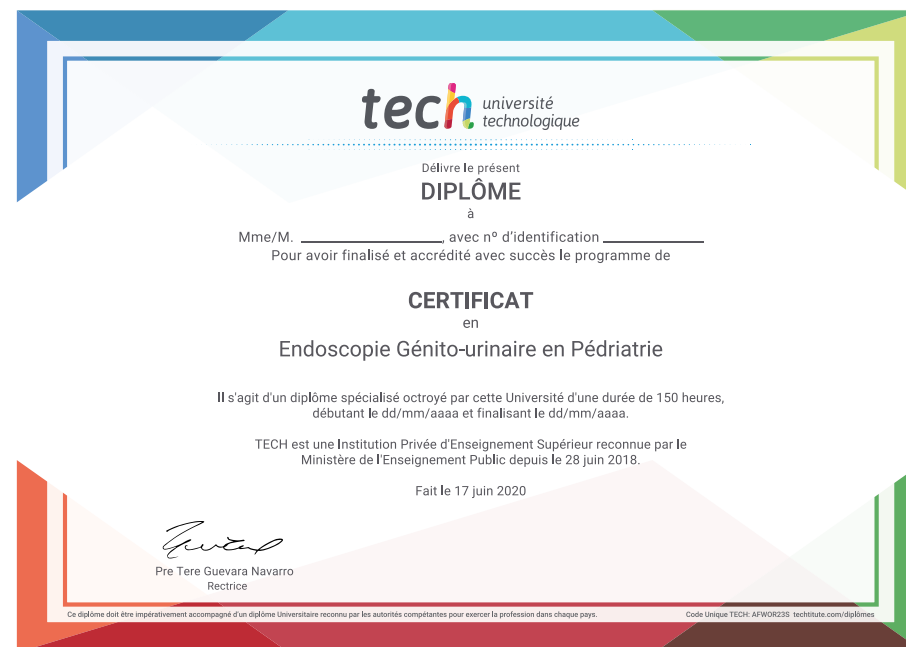 tech université
technologique
Délivre le présent
DIPLÔME
à
Mme/M. ____________________, avec nº d'identification ______________
Pour avoir finalisé et accrédité avec succès le programme de
CERTIFICAT
en
Endoscopie Génito-urinaire en Pédriatrie
Il s'agit d'un diplôme spécialisé octroyé par cette Université d'une durée de 150 heures,
débutant le dd/mm/aaaa et finalisant le dd/mm/aaaa.
TECH est une Institution Privée d'Enseignement Supérieur reconnue par le
Ministère de l'Enseignement Public depuis le 28 juin 2018.
Fait le 17 juin 2020
Pre Tere Guevara Navarro
Rectrice
Ce diplôme doit être impérativement accompagné d'un diplôme Universitaire reconnu par les autorités compétentes pour exercer la profession dans chaque pays.
Code Unique TECH: AFWOR23S techtitute.com/diplômes